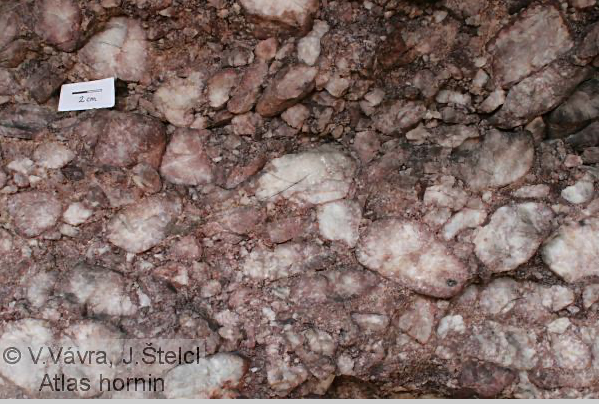 2 cm
© V.Vávra, J. Štelcl
Atlas hornin